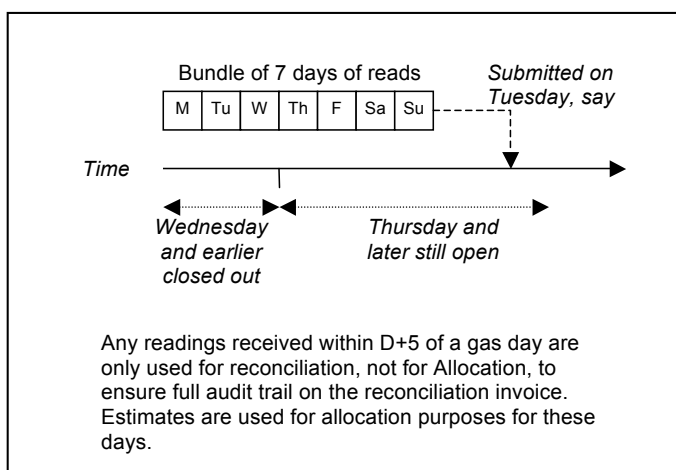 Bundle of 7 days of reads
Submitted on
Tuesday, say
M Tu W Th F Sa Su
Time
Wednesday
and earlier
closed out
Thursday and
later still open
Any readings received within D+5 of a gas day are
only used for reconciliation, not for Allocation, to
ensure full audit trail on the reconciliation invoice.
Estimates are used for allocation purposes for these
days.